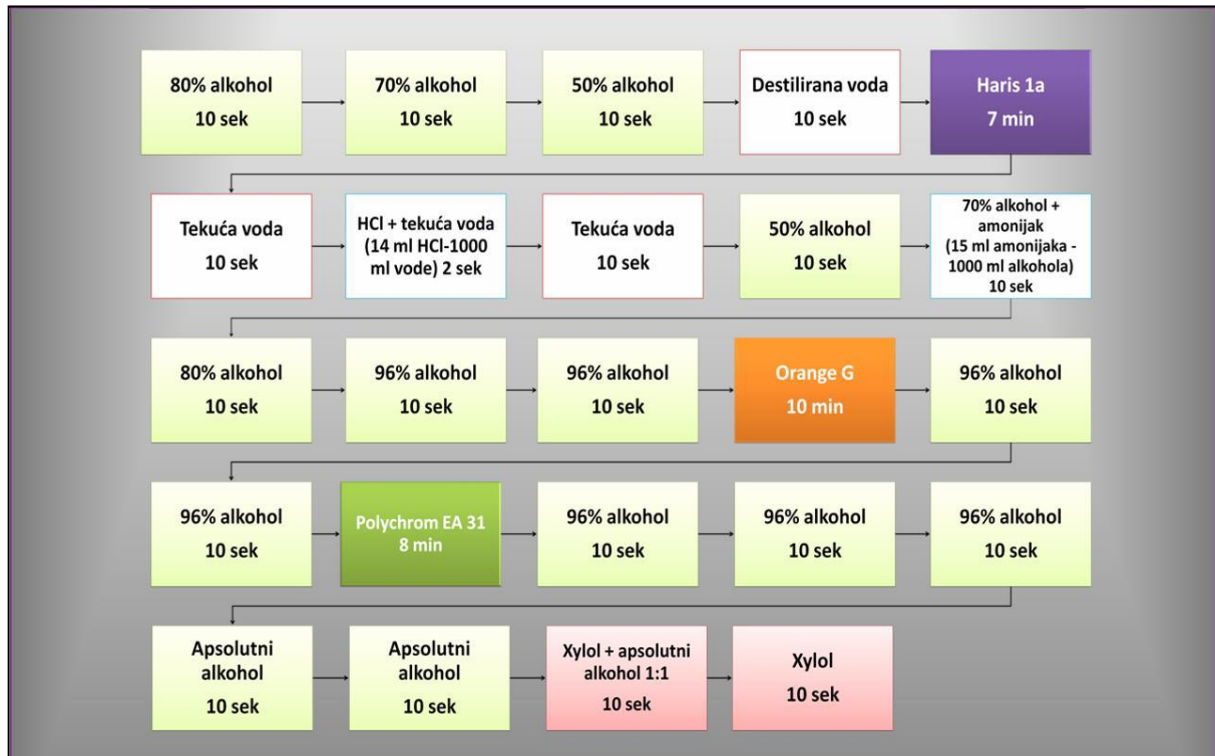 80% alkohol
10 sek
70% alkohol
10 sek
50% alkohol
10 sek
Destilirana voda
10 sek
Haris 1a
7 min
Tekuća voda
10 sek
HCl + tekuća voda
(14 ml HCl-1000
ml vode) 2 sek
Tekuća voda
10 sek
50% alkohol
10 sek
70% alkohol +
amonijak
(15 ml amonijaka -
1000 ml alkohola)
10 sek
80% alkohol
10 sek
96% alkohol
10 sek
96% alkohol
10 sek
Orange G
10 min
96% alkohol
10 sek
96% alkohol
10 sek
Polychrom EA 31
8 min
96% alkohol
10 sek
96% alkohol
10 sek
96% alkohol
10 sek
Apsolutni
alkohol
10 sek
Apsolutni
alkohol
10 sek
Xylol + apsolutni
alkohol 1:1
10 sek
Xylol
10 sek